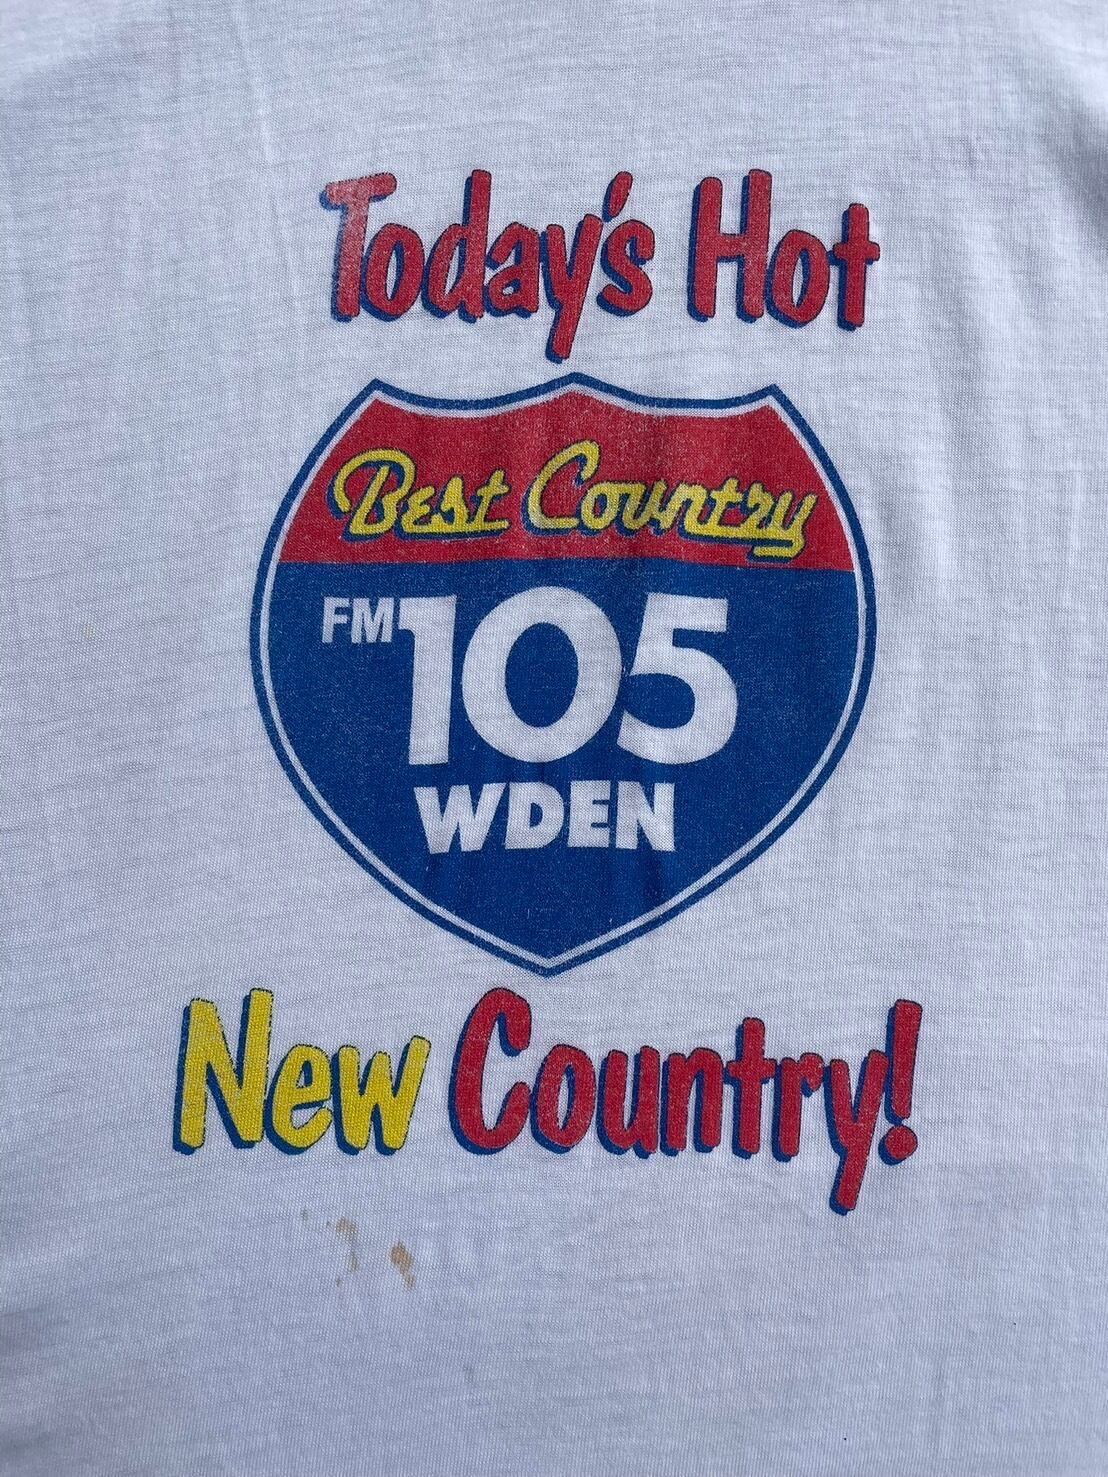 Today's Hot
Best Country
FM 105
WDEN
New Country!